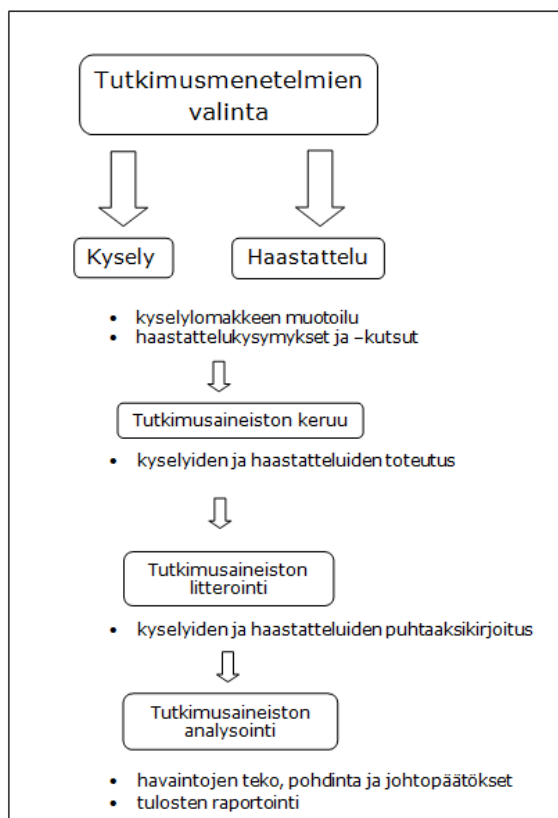 Tutkimusmenetelmien
valinta
Kysely
Haastattelu
• kyselylomakkeen muotoilu
• haastattelukysymykset ja –kutsut
Tutkimusaineiston keruu
• kyselyiden ja haastatteluiden toteutus
Tutkimusaineiston
litterointi
• kyselyiden ja haastatteluiden puhtaaksikirjoitus
Tutkimusaineiston
analysointi
• havaintojen teko, pohdinta ja johtopäätökset
• tulosten raportointi